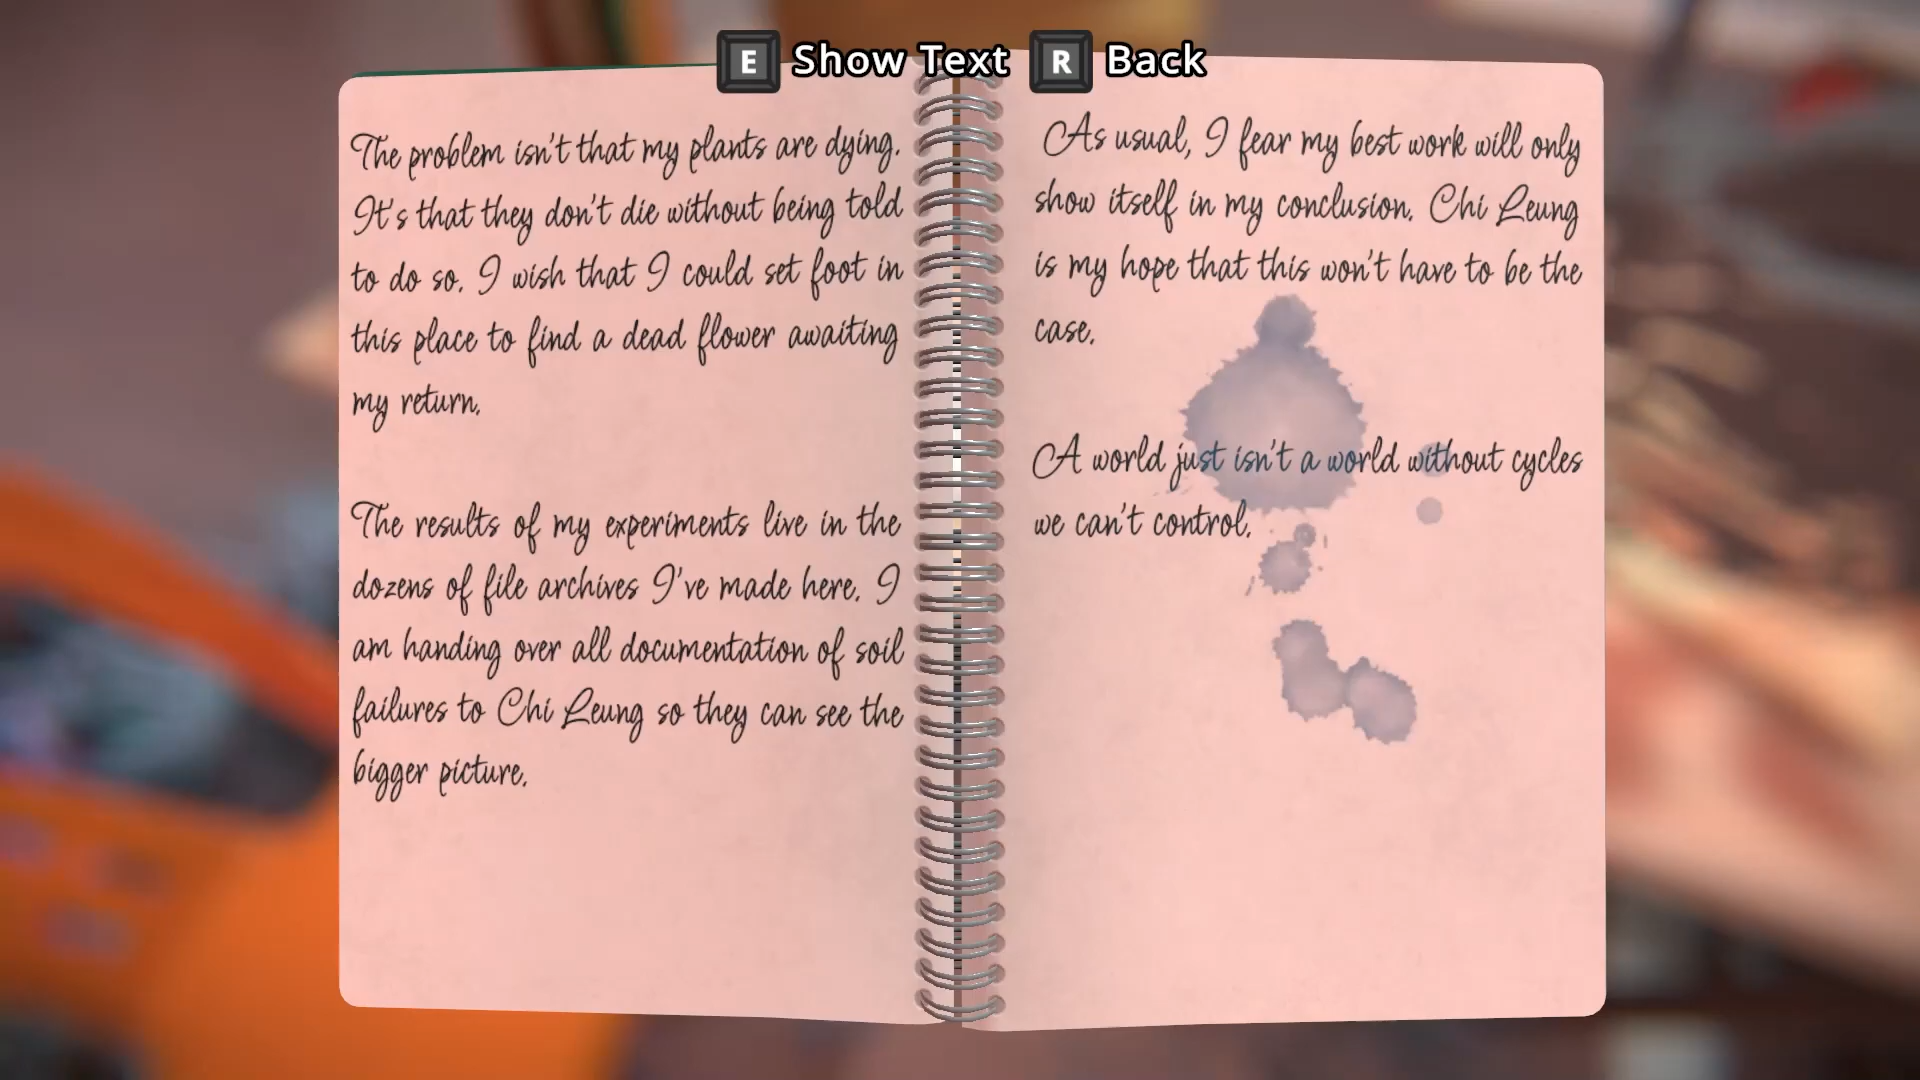 E Show Text R Back
The problem isn't that my plants are dying.
It's that they don't die without being told
to do so. I wish that I could set foot in
this place to find a dead flower awaiting
my return.
The results of my experiments live in the
dozens of file archives I've made here. I
am handing over all documentation of soil
failures to Chi Leung so they can see the
bigger picture.
As usual, I fear my best work will only
show itself in my conclusion. Chi Leung
is my hope that this won't have to be the
case.
A world just isn't a world without cycles
we can't control.